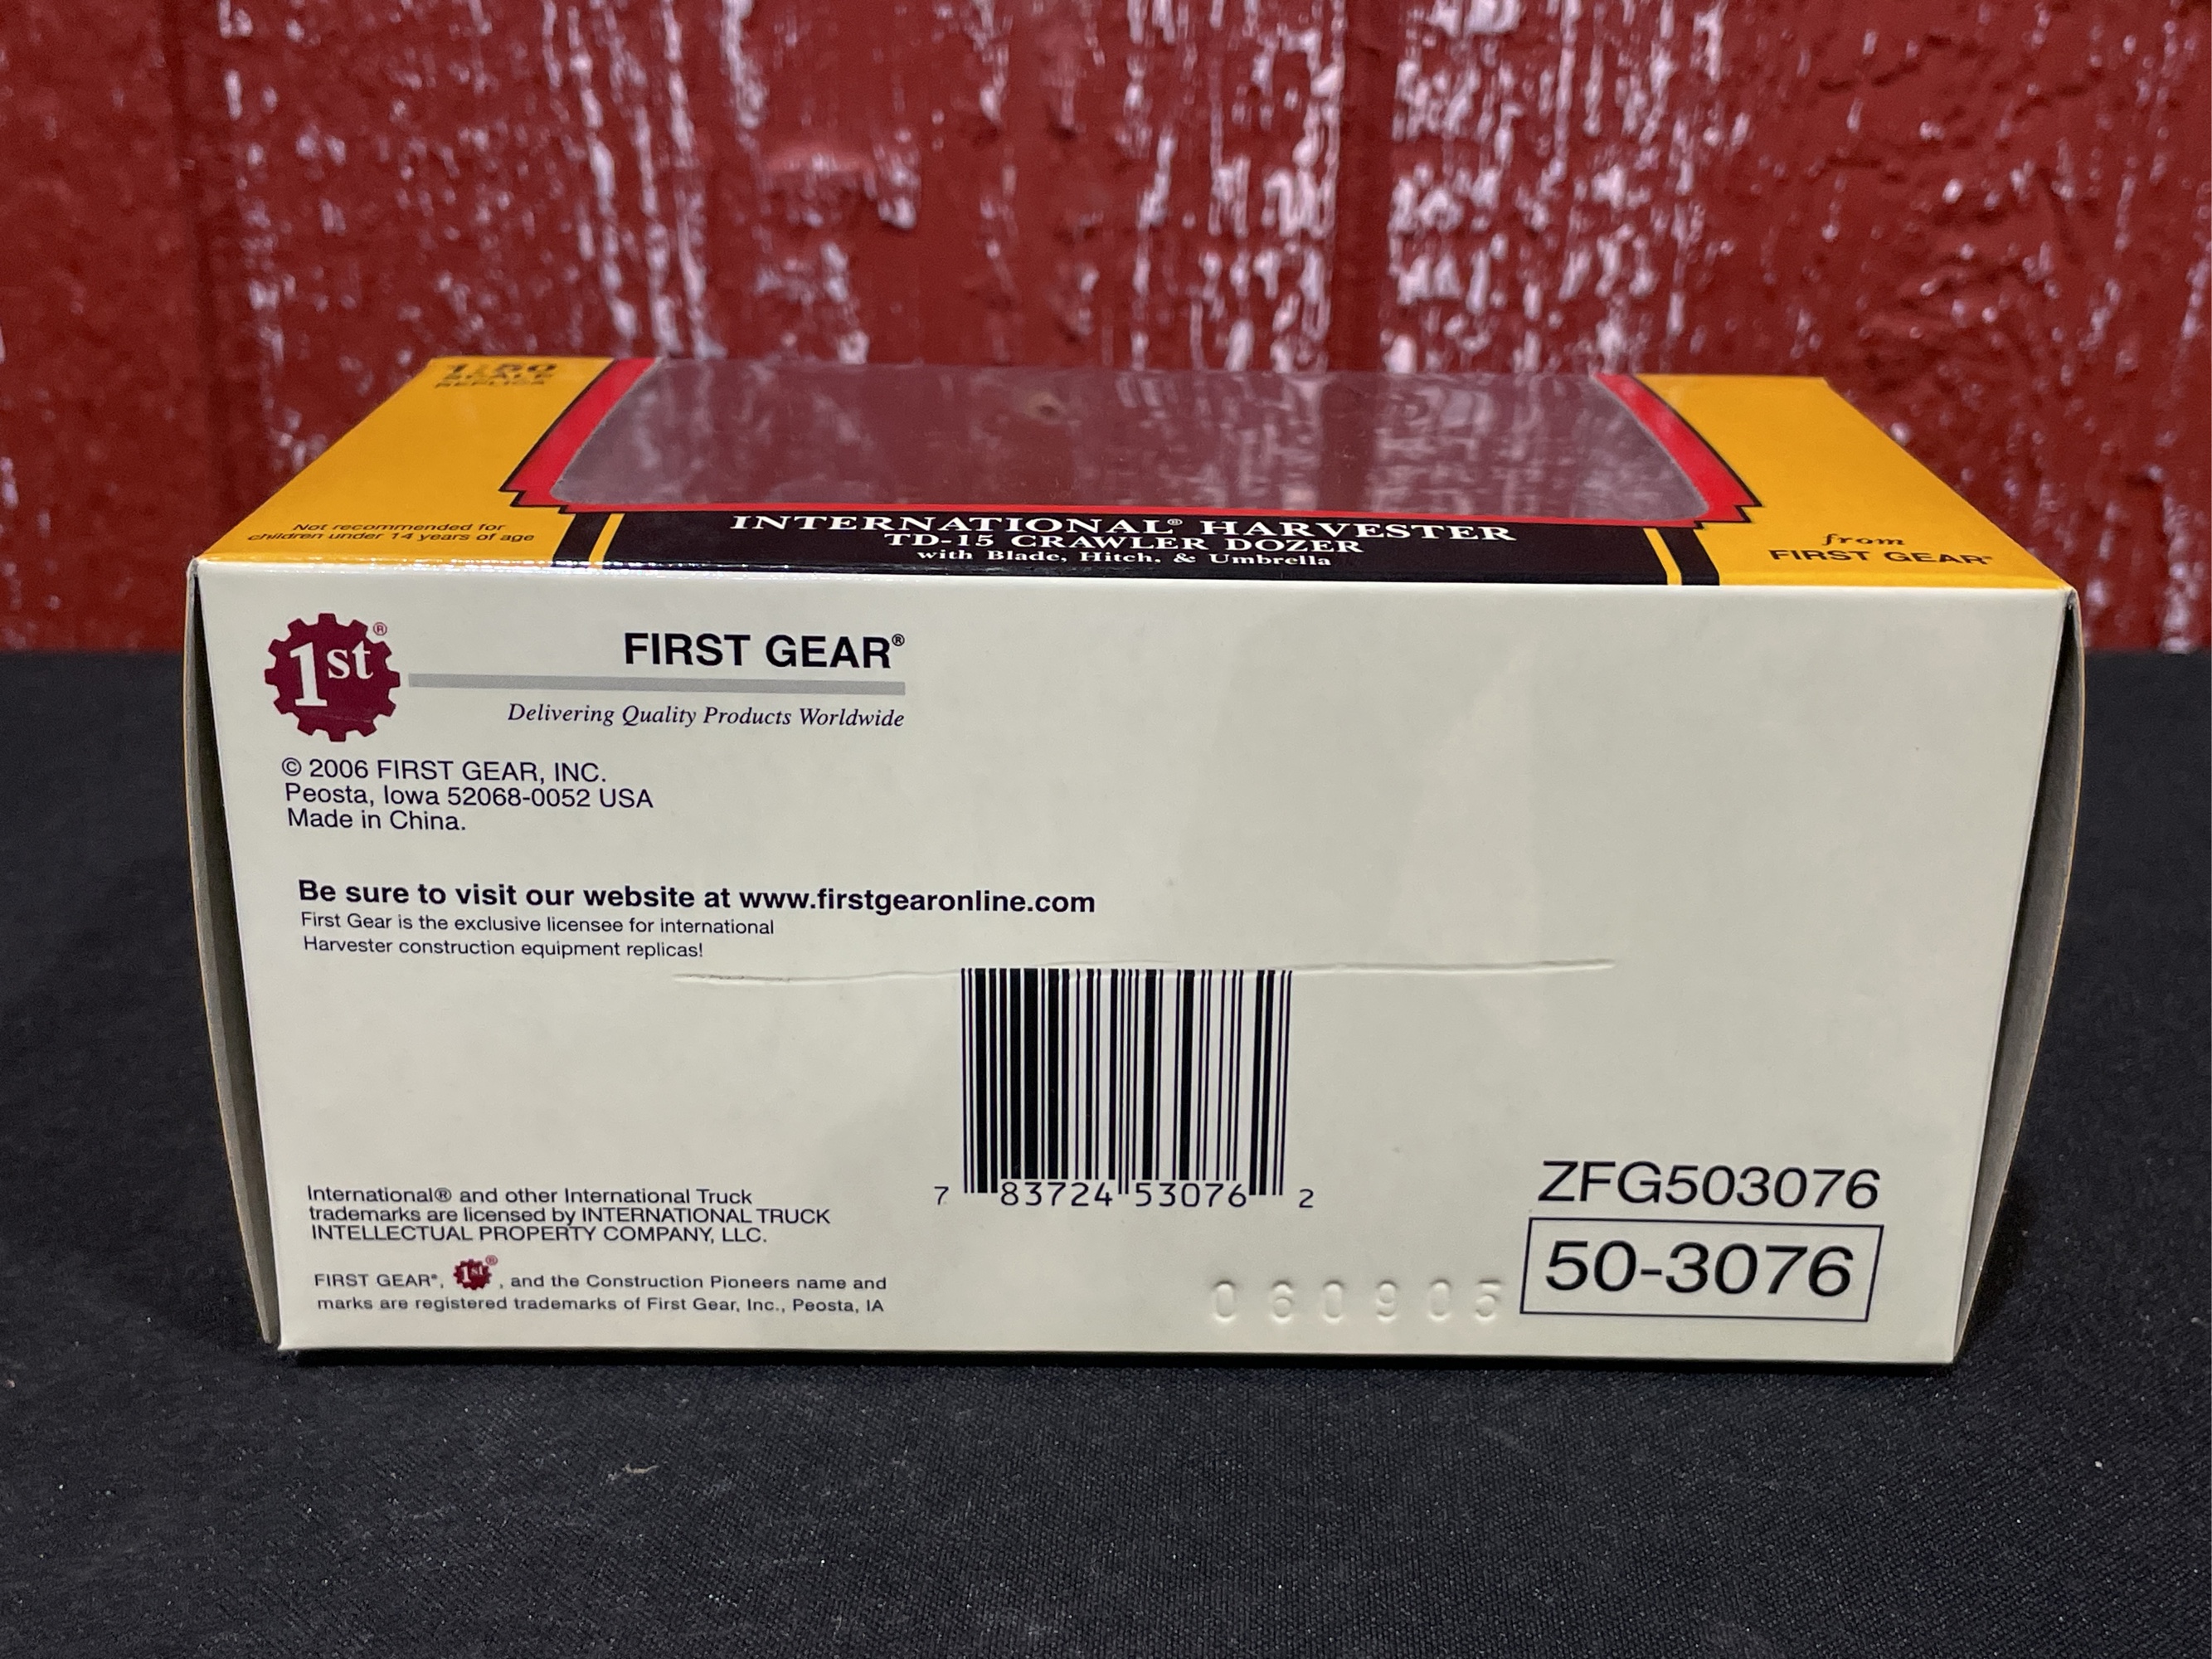 1:50
SCALE
REPLICA
Not recommended for
children under 14 years of age
INTERNATIONAL® HARVESTER
TD-15 CRAWLER DOZER
with Blade, Hitch, & Umbrella
from
FIRST GEAR®
1st®
FIRST GEAR®
Delivering Quality Products Worldwide
© 2006 FIRST GEAR, INC.
Peosta, Iowa 52068-0052 USA
Made in China.
Be sure to visit our website at www.firstgearonline.com
First Gear is the exclusive licensee for international
Harvester construction equipment replicas!
7 83724 53076 2
International® and other International Truck
trademarks are licensed by INTERNATIONAL TRUCK
INTELLECTUAL PROPERTY COMPANY, LLC.
FIRST GEAR®, 1st®, and the Construction Pioneers name and
marks are registered trademarks of First Gear, Inc., Peosta, IA
060905
ZFG503076
50-3076